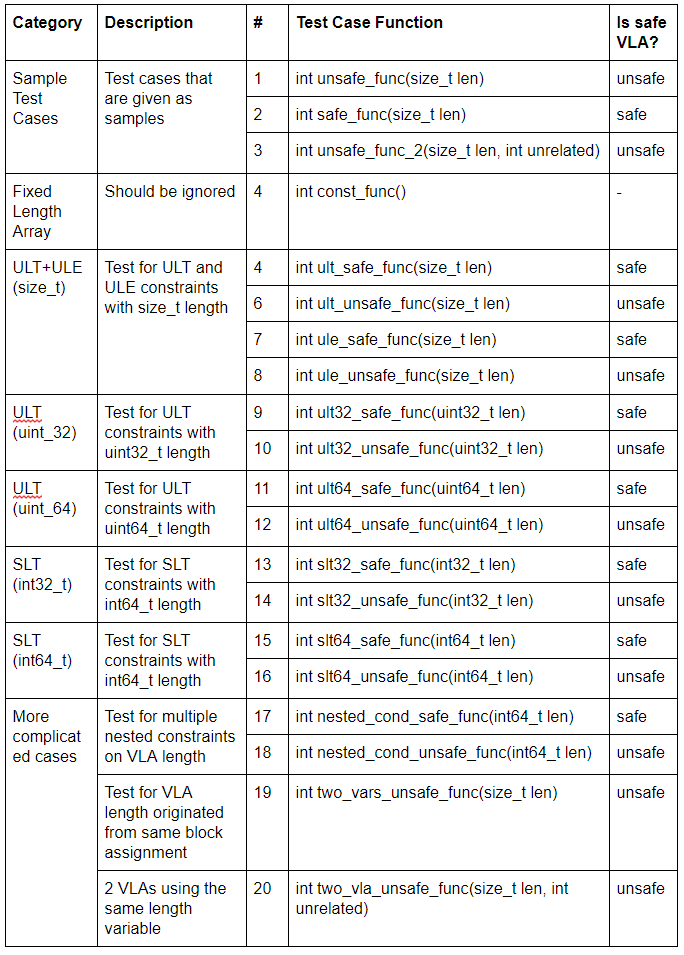 Category Description # Test Case Function Is safe
VLA?
Sample
Test
Cases
Test cases that
are given as
samples
1 int unsafe_func(size_t len) unsafe
2 int safe_func(size_t len) safe
3 int unsafe_func_2(size_t len, int unrelated) unsafe
Fixed
Length
Array
Should be ignored 4 int const_func() -
ULT+ULE
(size_t)
Test for ULT and
ULE constraints
with size_t length
4 int ult_safe_func(size_t len) safe
6 int ult_unsafe_func(size_t len) unsafe
7 int ule_safe_func(size_t len) safe
8 int ule_unsafe_func(size_t len) unsafe
ULT
(uint_32)
Test for ULT
constraints with
uint32_t length
9 int ult32_safe_func(uint32_t len) safe
10 int ult32_unsafe_func(uint32_t len) unsafe
ULT
(uint_64)
Test for ULT
constraints with
uint64_t length
11 int ult64_safe_func(uint64_t len) safe
12 int ult64_unsafe_func(uint64_t len) unsafe
SLT
(int32_t)
Test for SLT
constraints with
int64_t length
13 int slt32_safe_func(int32_t len) safe
14 int slt32_unsafe_func(int32_t len) unsafe
SLT
(int64_t)
Test for SLT
constraints with
int64_t length
15 int slt64_safe_func(int64_t len) safe
16 int slt64_unsafe_func(int64_t len) unsafe
More
complicat
ed cases
Test for multiple
nested constraints
on VLA length
17 int nested_cond_safe_func(int64_t len) safe
18 int nested_cond_unsafe_func(int64_t len) unsafe
Test for VLA
length originated
from same block
assignment
19 int two_vars_unsafe_func(size_t len) unsafe
2 VLAs using the
same length
variable
20 int two_vla_unsafe_func(size_t len, int
unrelated)
unsafe